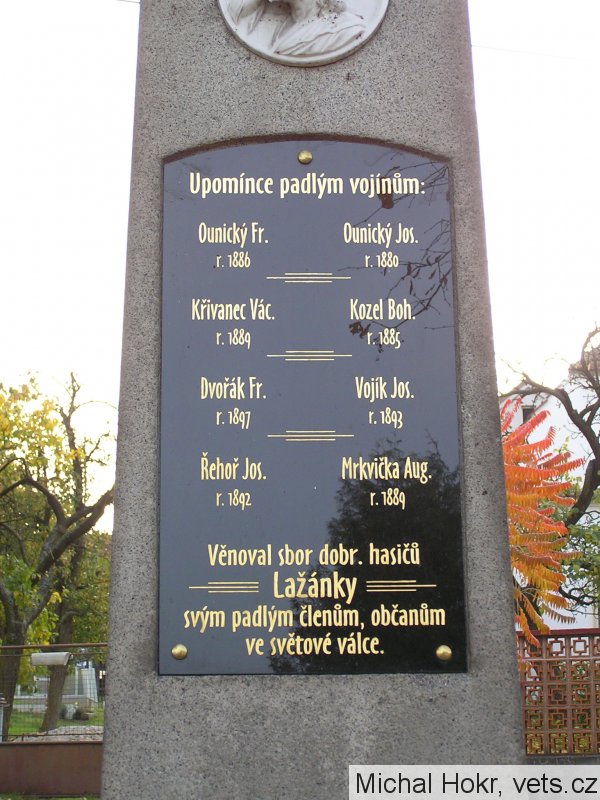 Upomínce padlým vojínům:
Ounický Fr. Ounický Jos.
r. 1886 r. 1880
Křivanec Vác. Kozel Boh.
r. 1889 r. 1885
Dvořák Fr. Vojík Jos.
r. 1897 r. 1893
Řehoř Jos. Mrkvička Aug.
r. 1892 r. 1889
Věnoval sbor dobr. hasičů
Lažánky
svým padlým členům, občanům
ve světové válce.
Michal Hokr, vets.cz